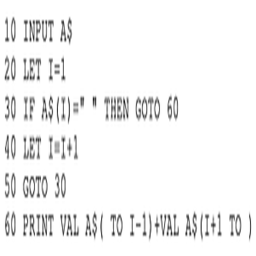 10 INPUT A$
20 LET I=1
30 IF A$(I)=" " THEN GOTO 60
40 LET I=I+1
50 GOTO 30
60 PRINT VAL A$( TO I-1)+VAL A$(I+1 TO )